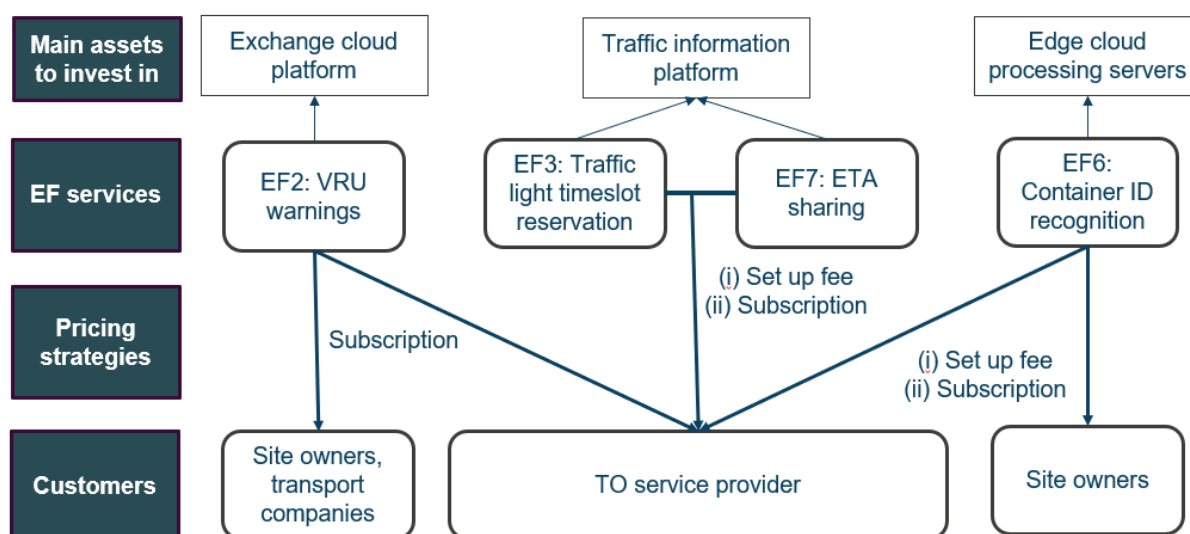 Main assets
to invest in
Exchange cloud
platform
Traffic information
platform
Edge cloud
processing servers
EF services
EF2: VRU
warnings
EF3: Traffic
light timeslot
reservation
EF7: ETA
sharing
EF6:
Container ID
recognition
Pricing
strategies
Subscription
(i) Set up fee
(ii) Subscription
(i) Set up fee
(ii) Subscription
Customers
Site owners,
transport
companies
TO service provider
Site owners